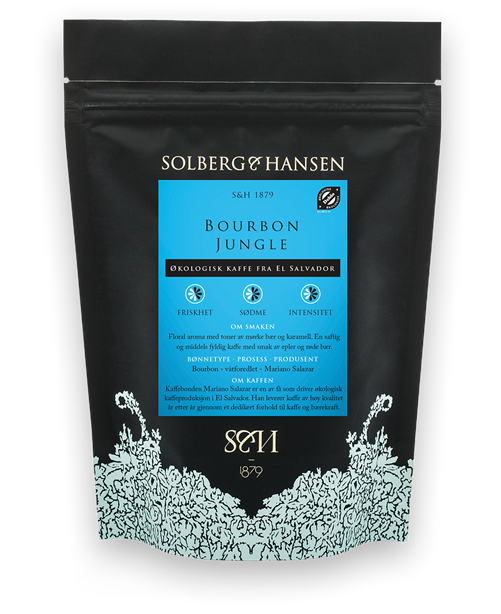 SOLBERG & HANSEN
S&H 1879
BOURBON
JUNGLE
ØKOLOGISK KAFFE FRA EL SALVADOR
FRISKHET SØDME INTENSITET
OM SMAKEN
Floral aroma med toner av mørke bær og karamell. En saftig
og middels fyldig kaffe med smak av epler og røde bær.
BØNNETYPE · PROSESS · PRODUSENT
Bourbon - våtforedlet - Mariano Salazar
OM KAFFEN
Kaffebonden Mariano Salazar er en av få som driver økologisk
kaffeproduksjon i El Salvador. Han leverer kaffe av høy kvalitet
år etter år gjennom et dedikert forhold til kaffe og bærekraft.
S&H
1879